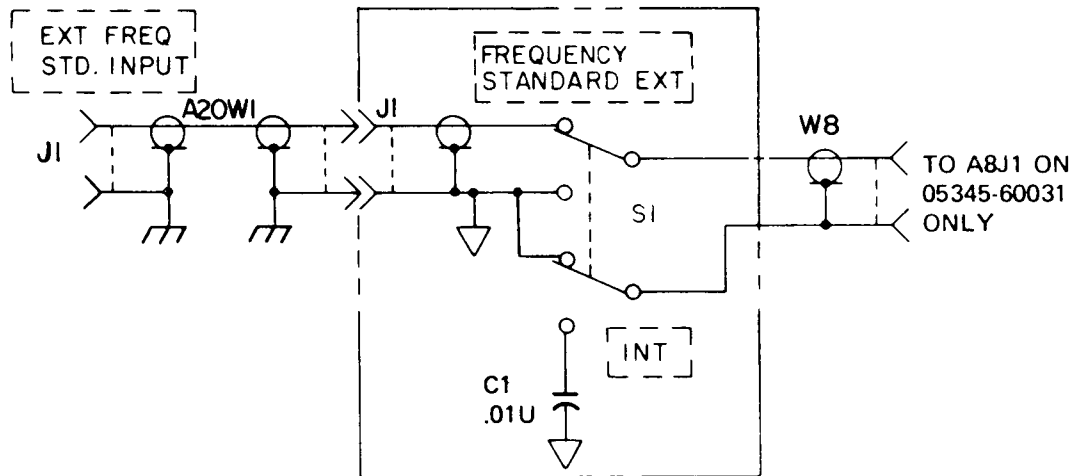 EXT FREQ
STD. INPUT
FREQUENCY
STANDARD EXT
J1
A20W1
J1
W8
TO A8J1 ON
05345-60031
ONLY
S1
INT
C1
.01U